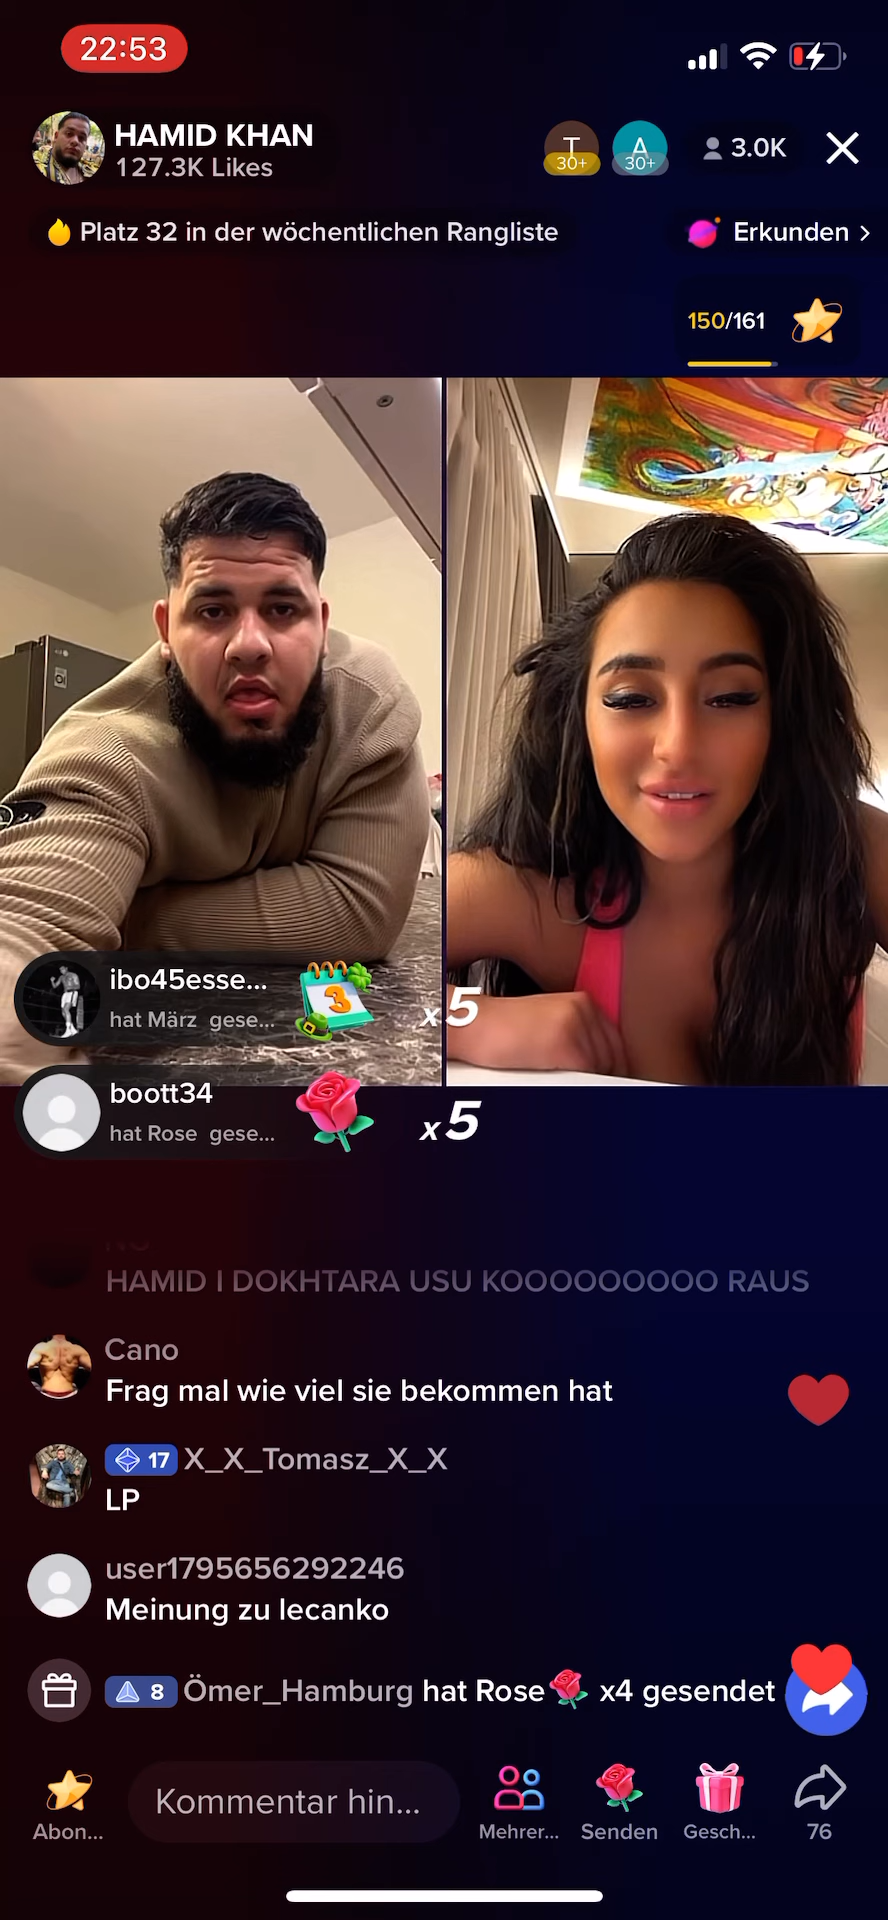 22:53
HAMID KHAN
127.3K Likes
T
30+
A
30+
3.0K
Platz 32 in der wöchentlichen Rangliste
Erkunden >
150/161
ibo45esse...
hat März gese...
3
x5
boott34
hat Rose gese...
x5
HAMID I DOKHTARA USU KOOOOOOOOO RAUS
Cano
Frag mal wie viel sie bekommen hat
17 X_X_Tomasz_X_X
LP
user1795656292246
Meinung zu lecanko
8 Ömer_Hamburg hat Rose x4 gesendet
Kommentar hin...
Abon...
Mehrer...
Senden
Gesch...
76